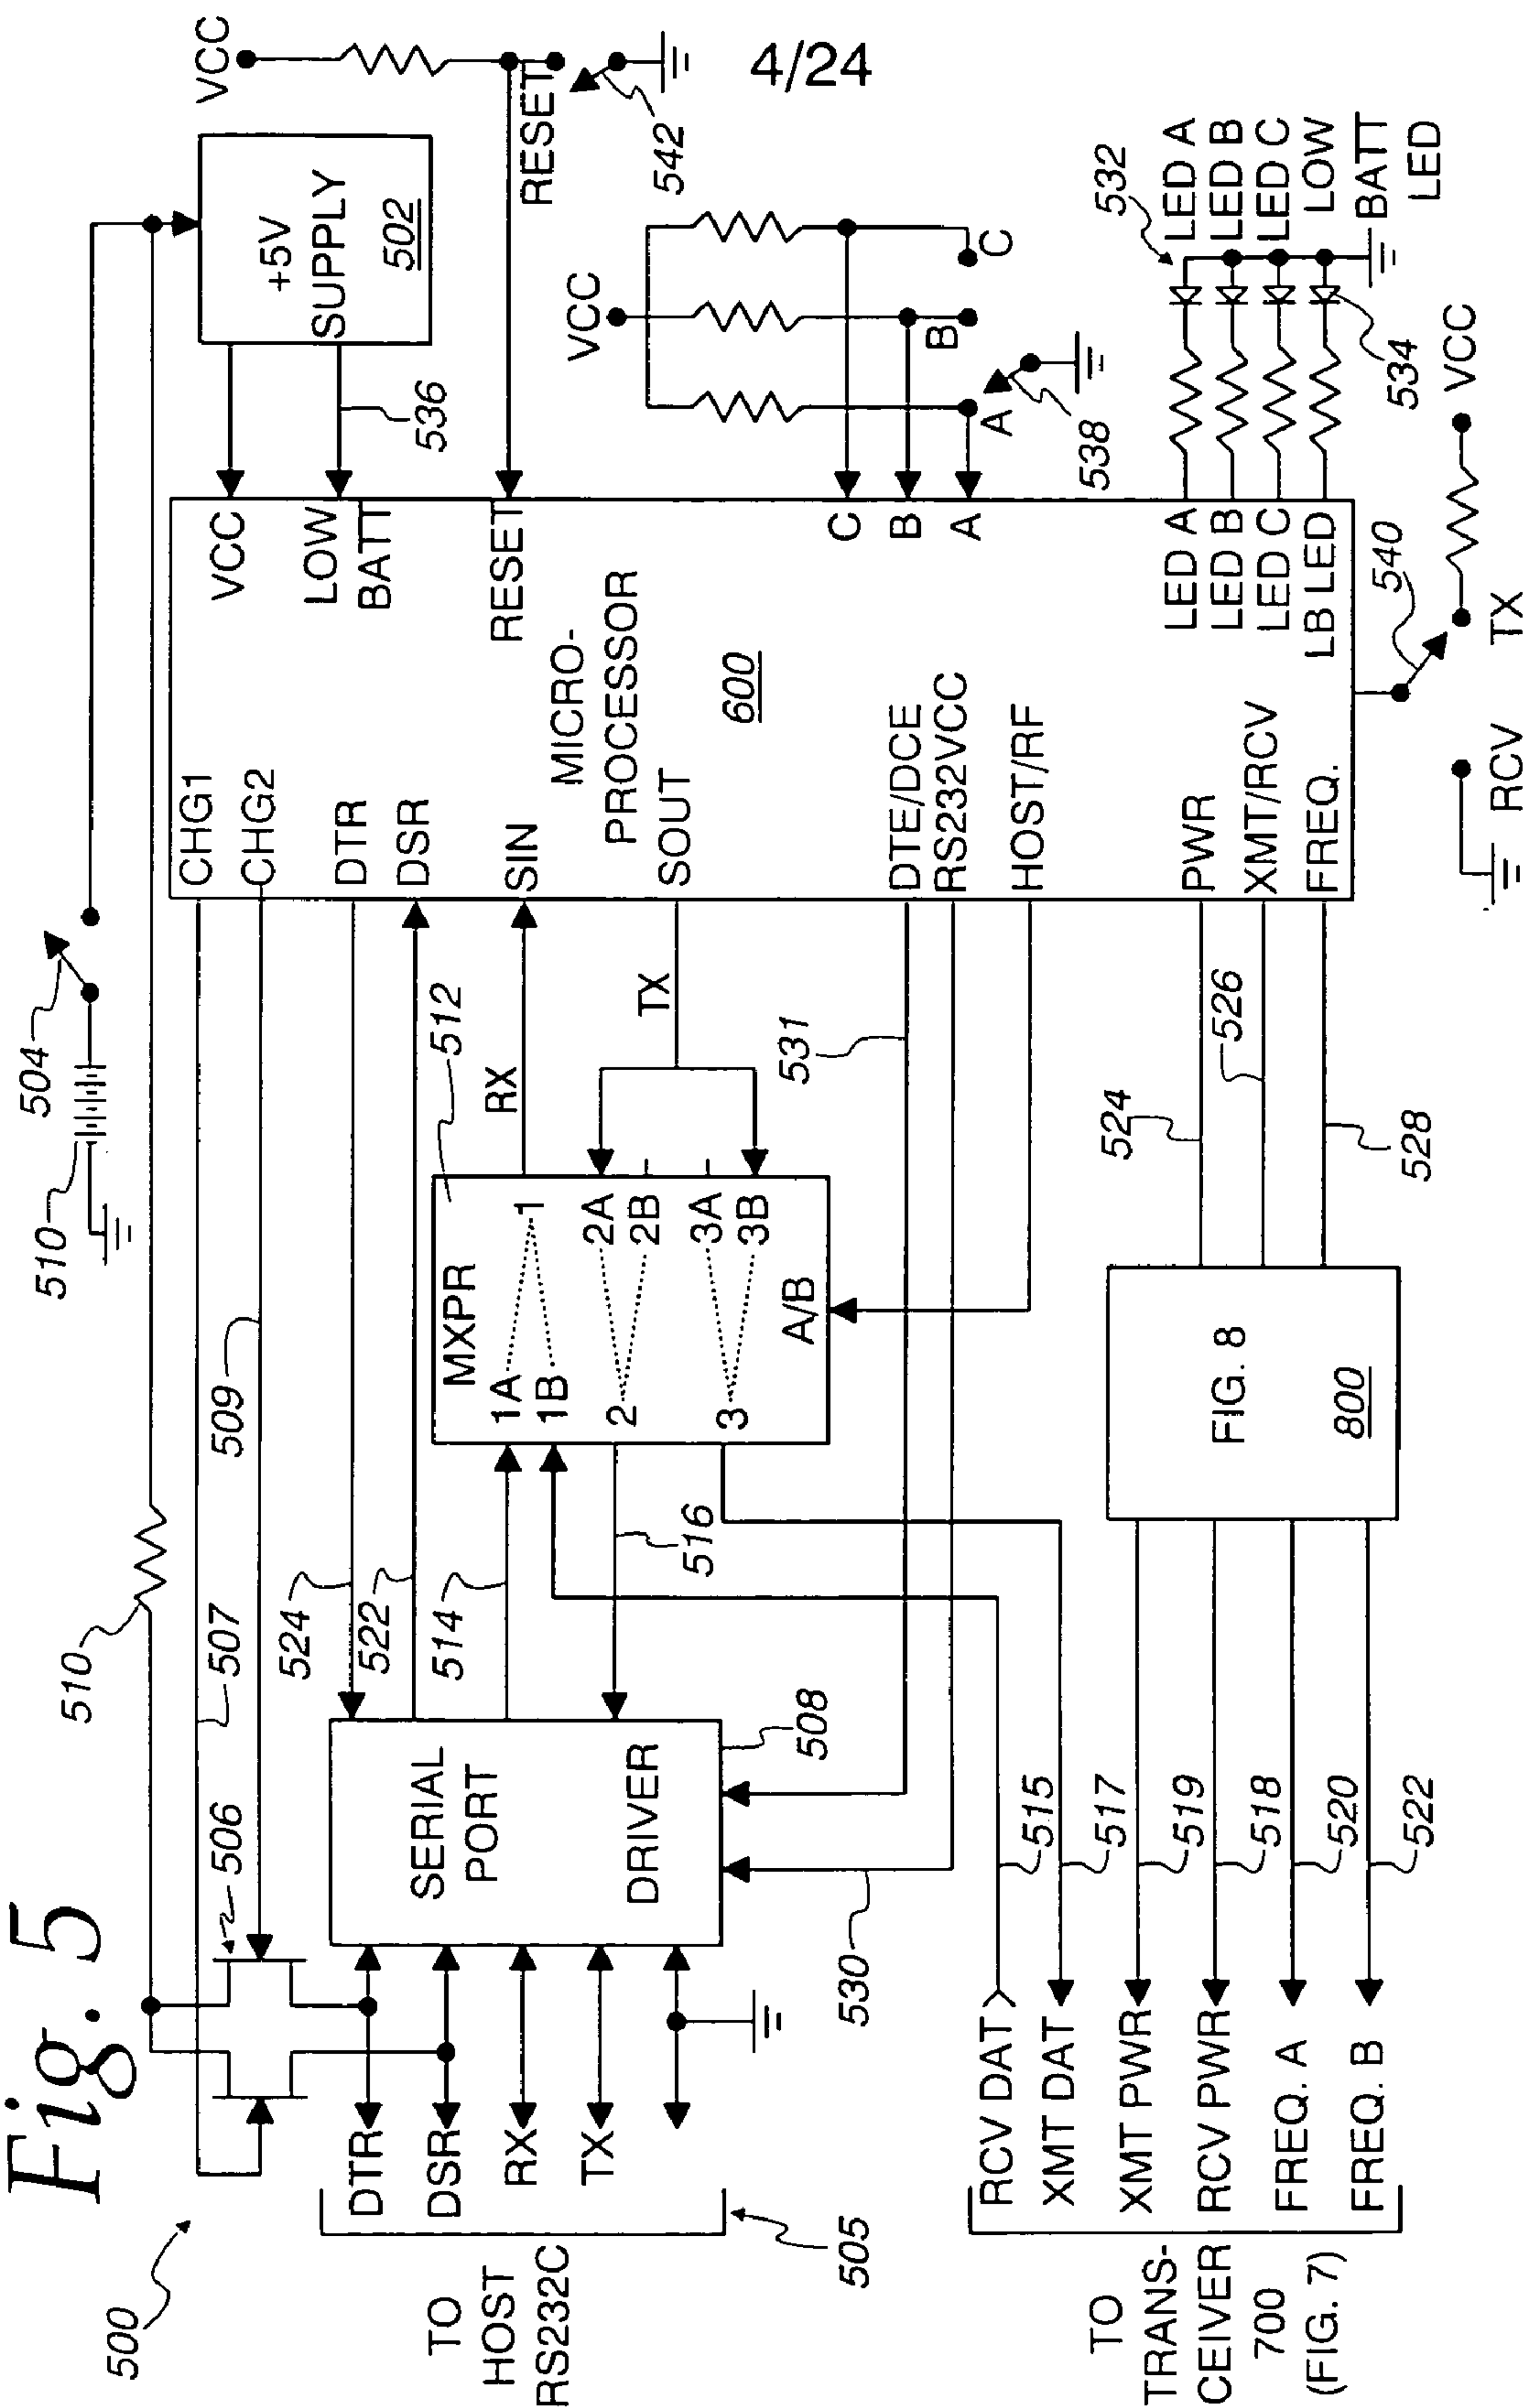 4/24
Fig. 5
500
510
504
510
507
509
506
VCC
+5V
SUPPLY
502
536
RESET
542
CHG1
CHG2
DTR
DSR
SIN
SOUT
DTE/DCE
RS232VCC
HOST/RF
PWR
XMT/RCV
FREQ.
MICRO-
PROCESSOR
600
VCC
LOW
BATT
RESET
C
B
A
LED A
LED B
LED C
LB LED
VCC
C
B
A
538
532
LED A
LED B
LED C
LOW
BATT
LED
534
540
VCC
TX
RCV
524
522
514
516
RX
512
TX
531
MXPR
1A
1B
1
2
2A
2B
3
3A
3B
A/B
SERIAL
PORT
DRIVER
508
530
DTR
DSR
RX
TX
TO
HOST
RS232C
505
524
526
528
FIG. 8
800
515
517
519
518
520
522
RCV DAT
XMT DAT
XMT PWR
RCV PWR
FREQ. A
FREQ. B
TO
TRANS-
CEIVER
700
(FIG. 7)